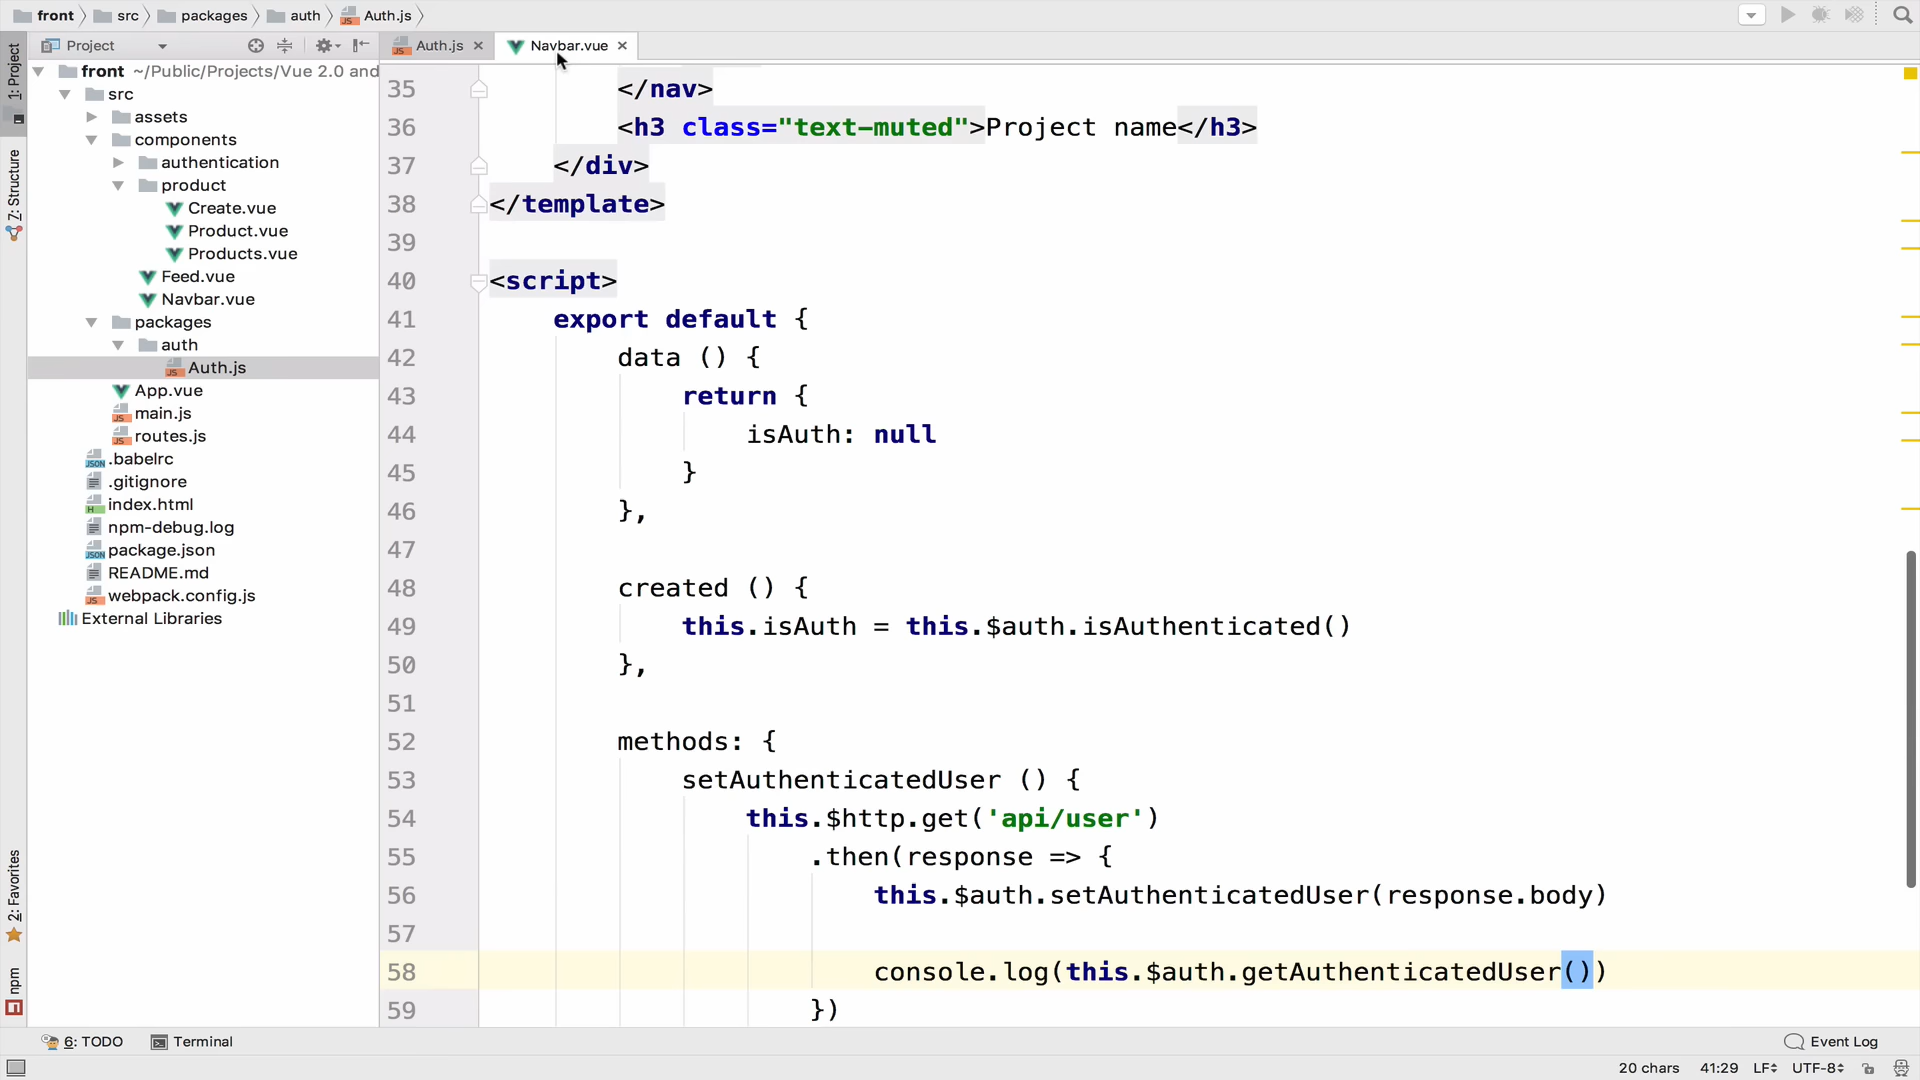 front src packages auth Auth.js
1: Project
Project
Auth.js
Navbar.vue
front ~/Public/Projects/Vue 2.0 and
src
assets
components
authentication
product
Create.vue
Product.vue
Products.vue
Feed.vue
Navbar.vue
packages
auth
Auth.js
App.vue
main.js
routes.js
.babelrc
.gitignore
index.html
npm-debug.log
package.json
README.md
webpack.config.js
External Libraries
7: Structure
2: Favorites
npm
35 </nav>
36 <h3 class="text-muted">Project name</h3>
37 </div>
38 </template>
39
40 <script>
41 export default {
42 data () {
43 return {
44 isAuth: null
45 }
46 },
47
48 created () {
49 this.isAuth = this.$auth.isAuthenticated()
50 },
51
52 methods: {
53 setAuthenticatedUser () {
54 this.$http.get('api/user')
55 .then(response => {
56 this.$auth.setAuthenticatedUser(response.body)
57
58 console.log(this.$auth.getAuthenticatedUser())
59 })
6: TODO Terminal Event Log
20 chars 41:29 LF UTF-8